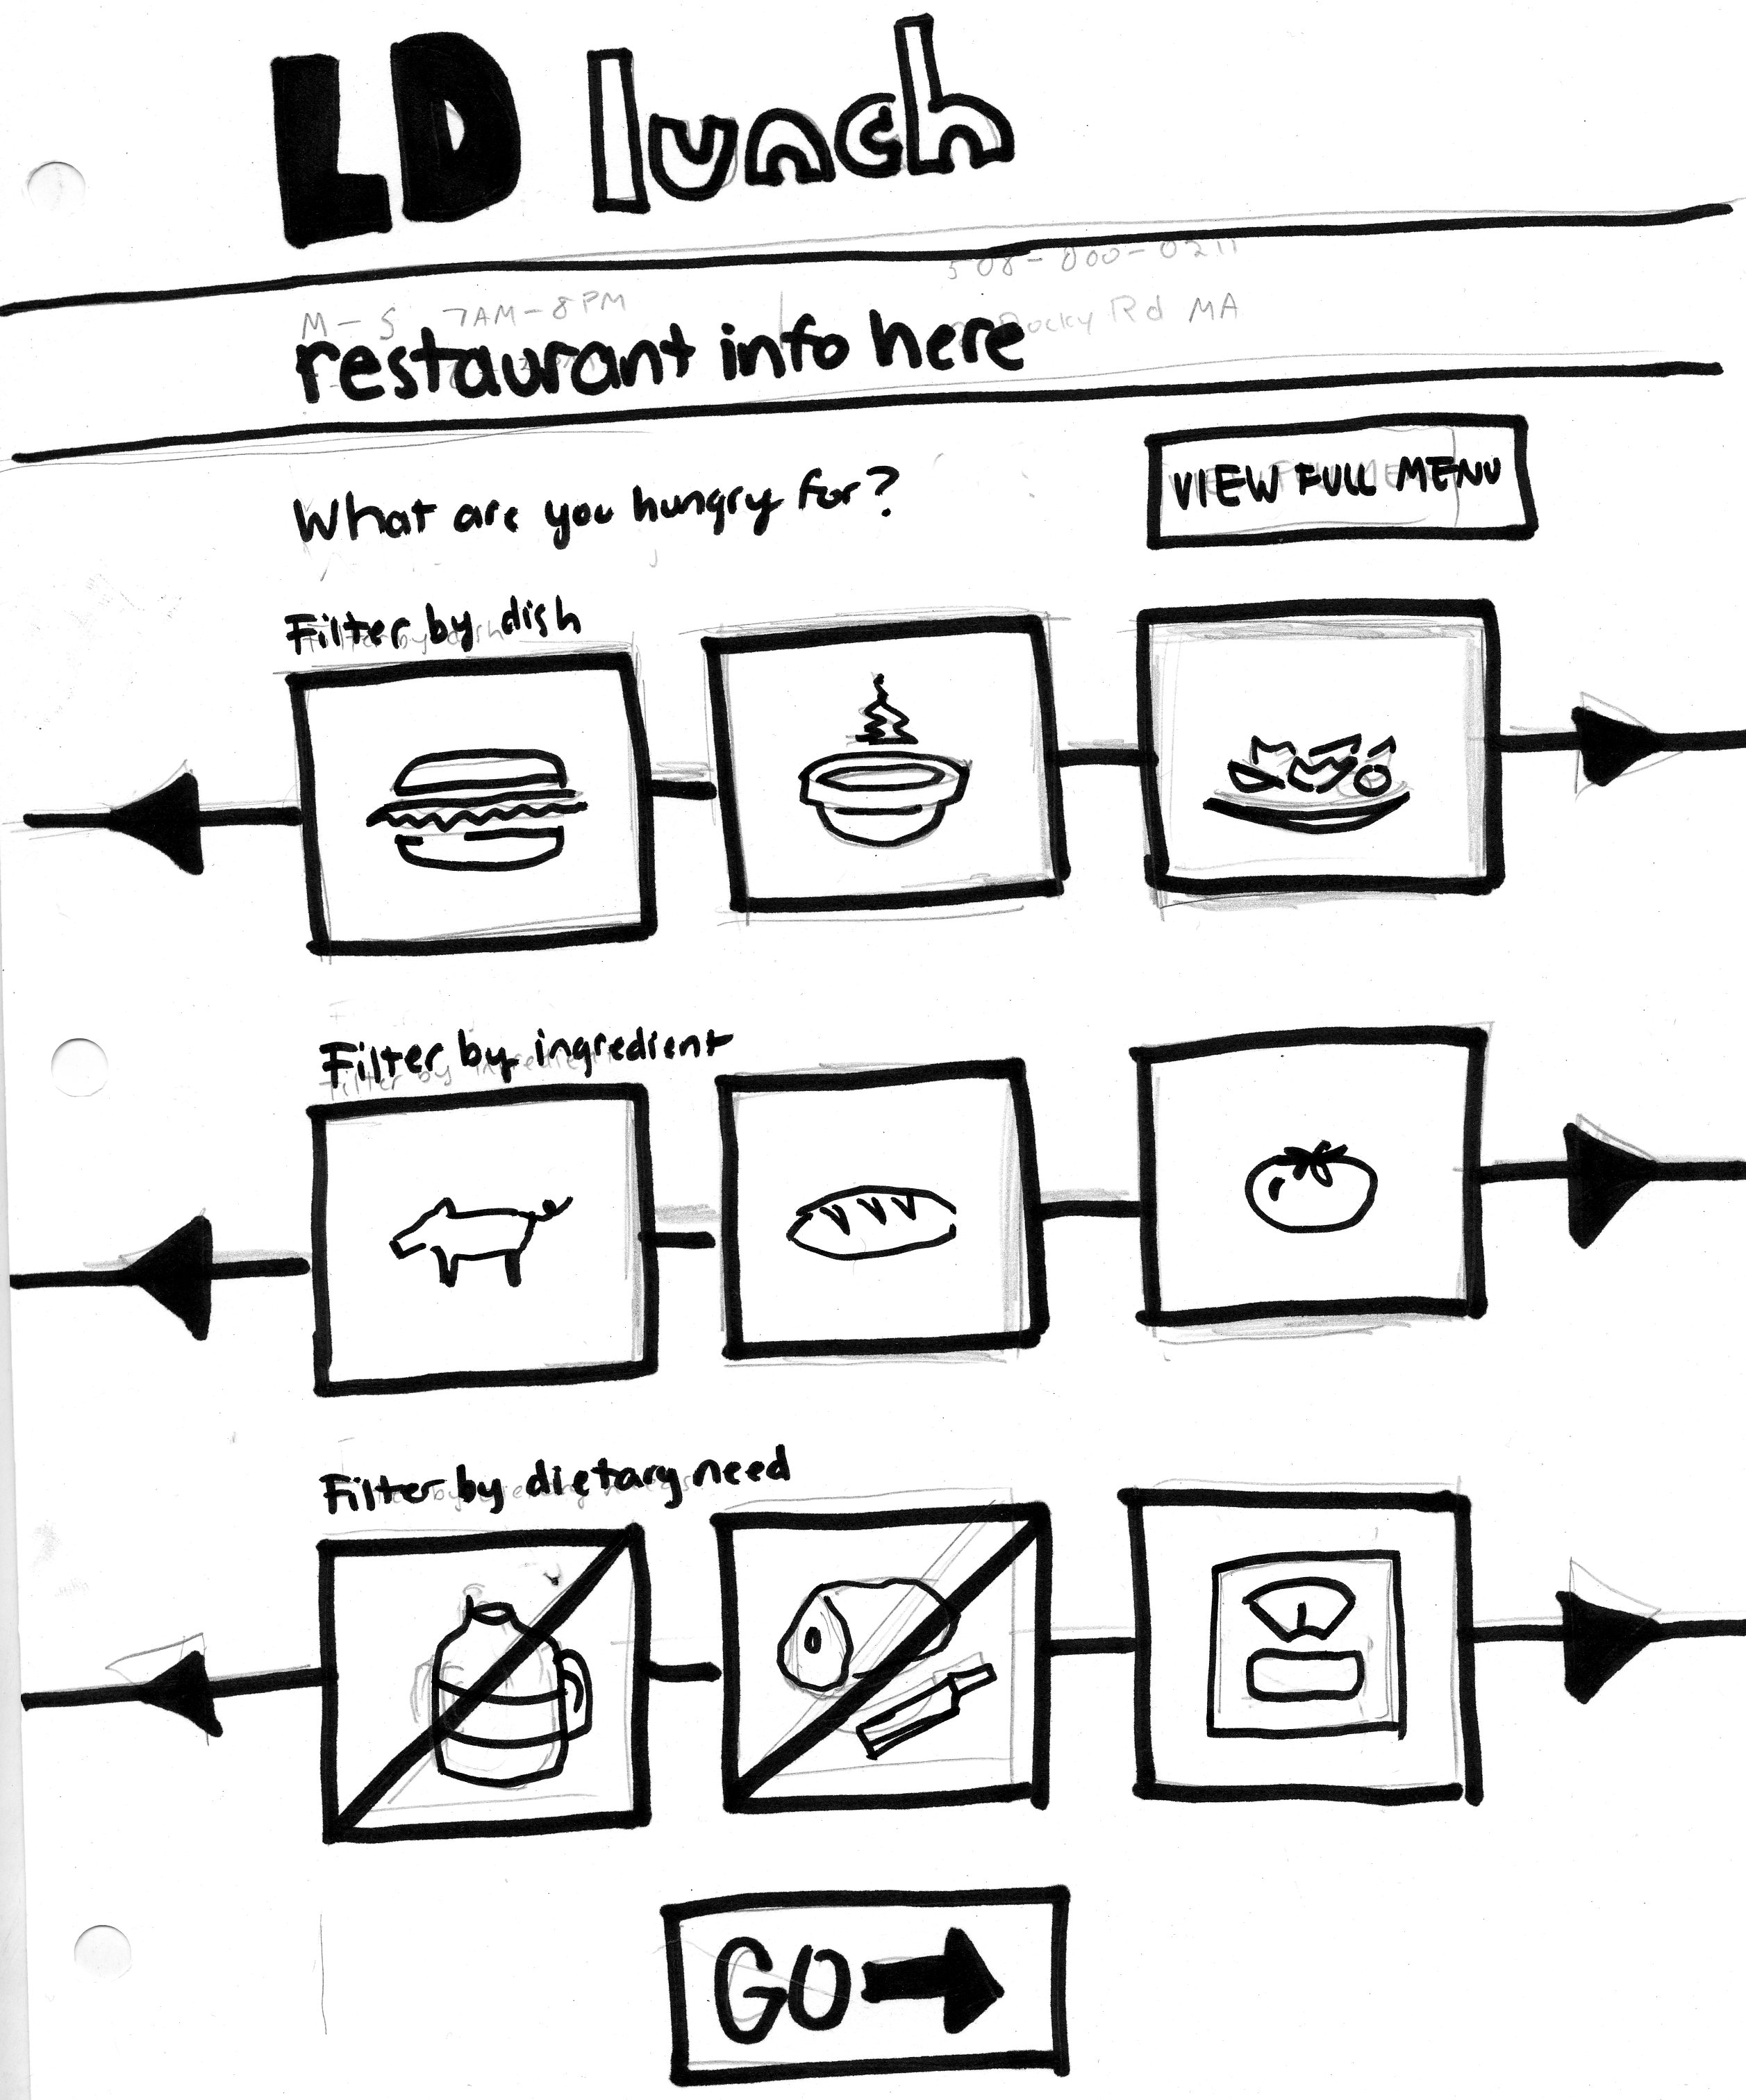 LD lunch
508-000-0211
M-S 7AM-8PM
Rocky Rd MA
restaurant info here
What are you hungry for?
VIEW FULL MENU
Filter by dish
Filter by ingredient
Filter by dietary need
GO